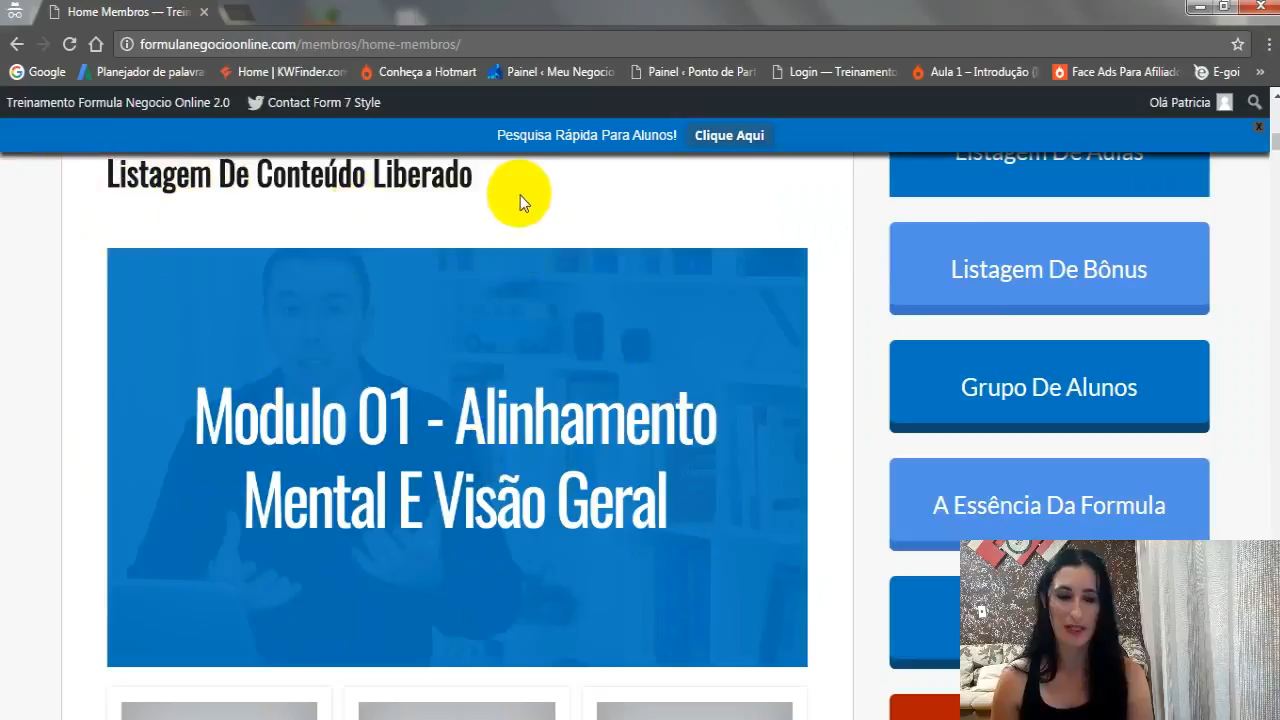 Home Membros — Trein
formulanegocioonline.com/membros/home-membros/
Google
Planejador de palavra
Home | KWFinder.com
Conheça a Hotmart
Painel ‹ Meu Negocio
Painel ‹ Ponto de Part
Login — Treinamento
Aula 1 – Introdução (
Face Ads Para Afiliado
E-goi
»
Treinamento Formula Negocio Online 2.0
Contact Form 7 Style
Olá Patricia
Pesquisa Rápida Para Alunos!
Clique Aqui
X
Listagem De Conteúdo Liberado
Listagem De Aulas
Modulo 01 - Alinhamento
Mental E Visão Geral
Listagem De Bônus
Grupo De Alunos
A Essência Da Formula